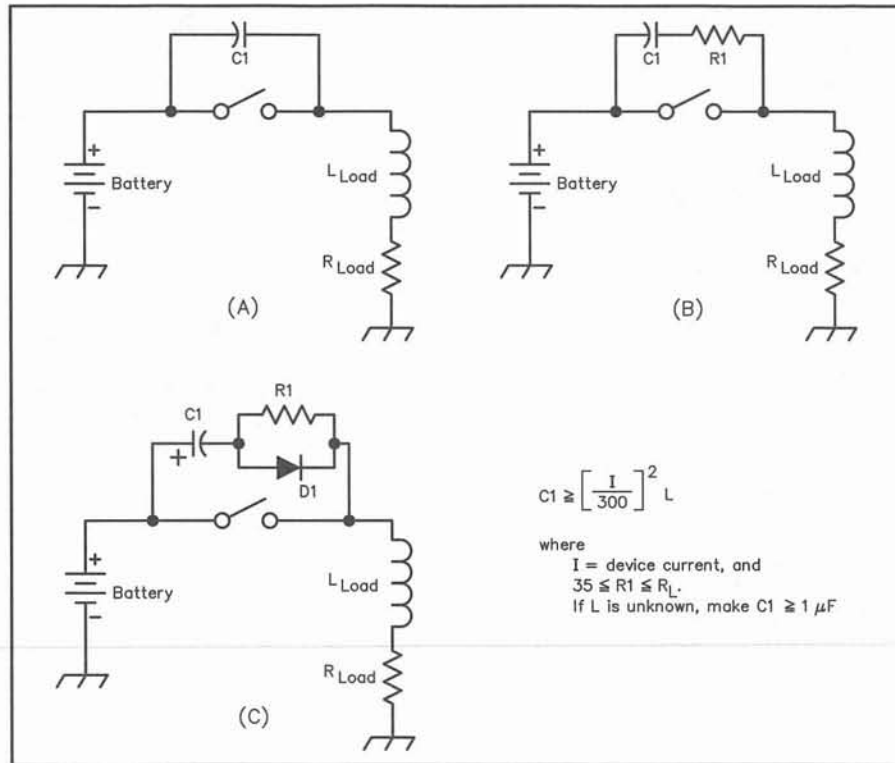 C1
+
Battery
−
L Load
R Load
(A)
C1
R1
+
Battery
−
L Load
R Load
(B)
R1
C1
+
D1
+
Battery
−
L Load
R Load
(C)
C1 ≧ [I/300]² L
where
I = device current, and
35 ≦ R1 ≦ R_L.
If L is unknown, make C1 ≧ 1 μF